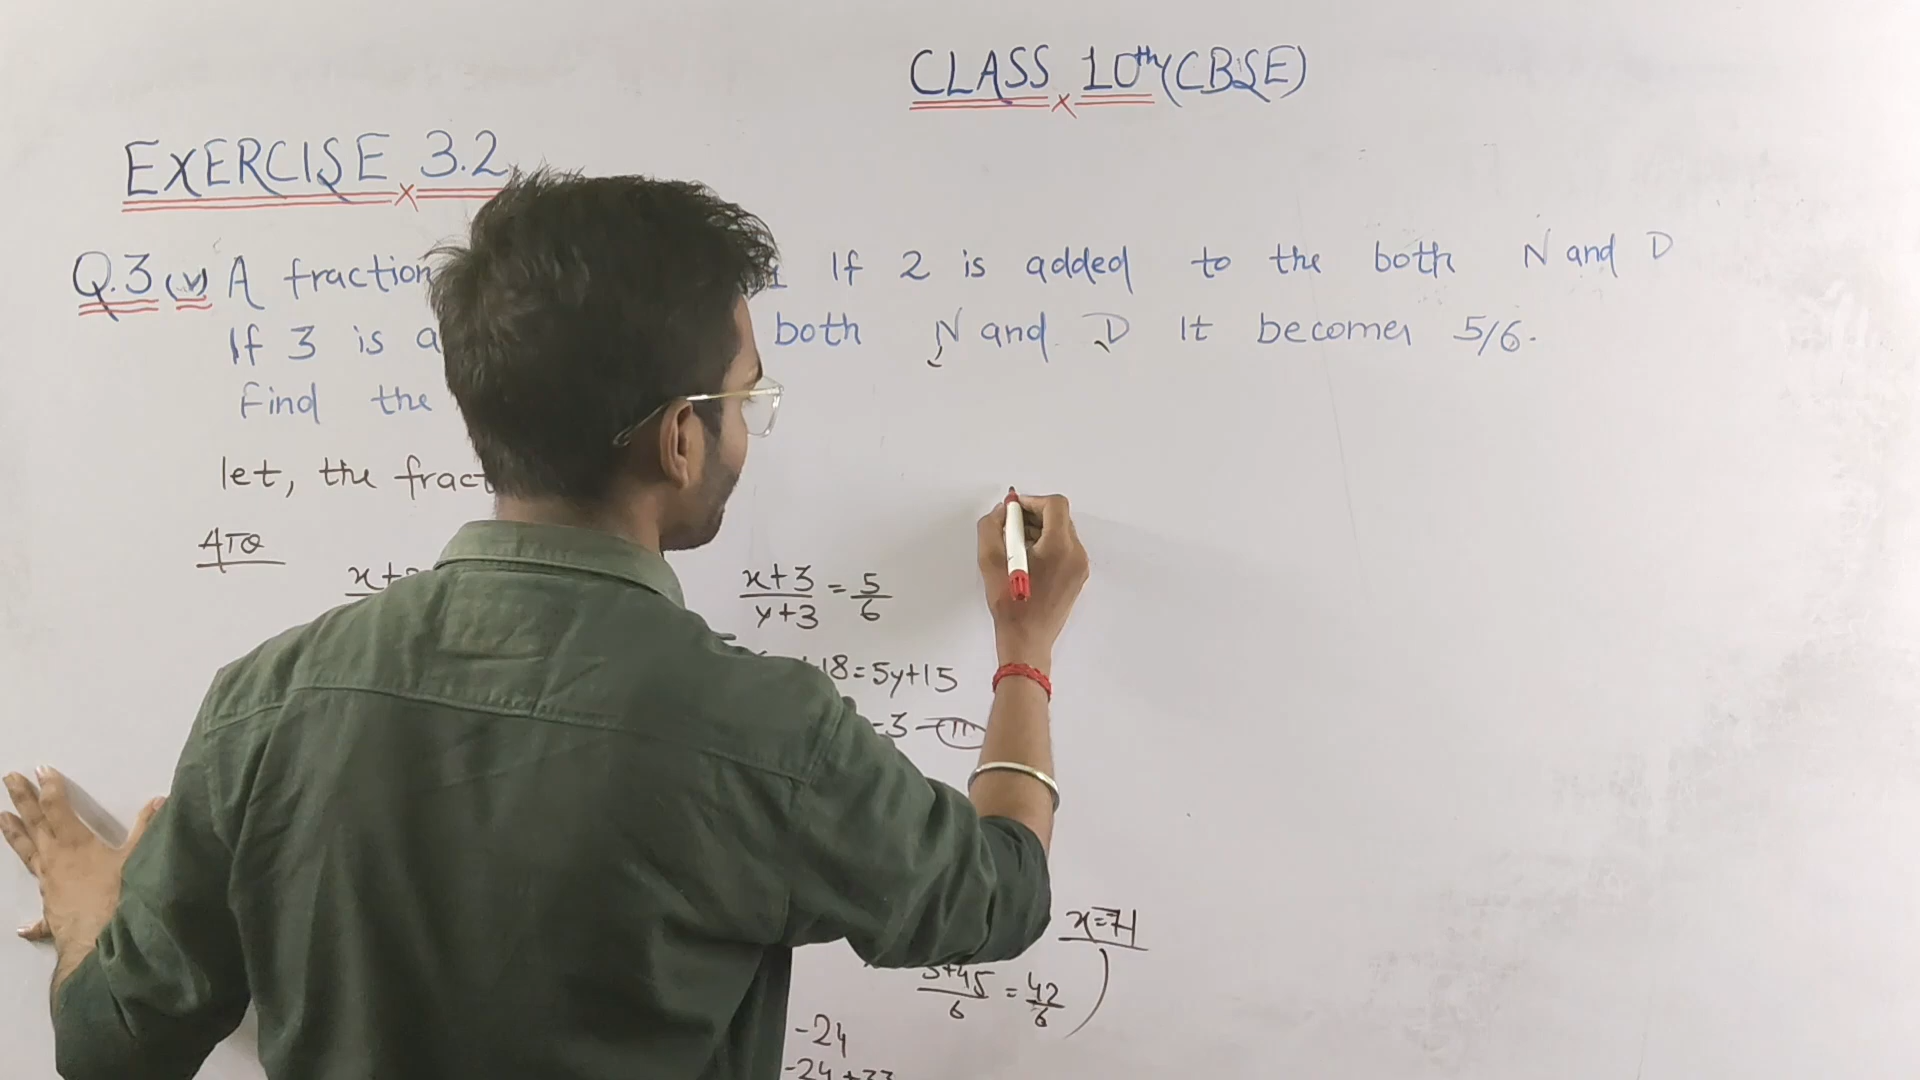 CLASS 10th (CBSE)
EXERCISE 3.2
Q.3 (v) A fraction If 2 is added to the both N and D
If 3 is a both N and D It becomes 5/6.
Find the
let, the fract
ATQ
x+
x+3/y+3 = 5/6
18=5y+15
=3
x=7
3+45/6 = 42/6
-24
-24+33